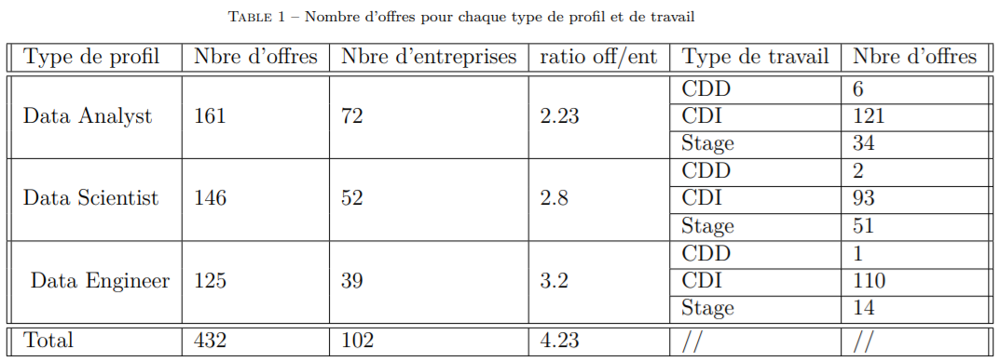 TABLE 1 – Nombre d'offres pour chaque type de profil et de travail
Type de profil Nbre d'offres Nbre d'entreprises ratio off/ent Type de travail Nbre d'offres
CDD 6
Data Analyst 161 72 2.23 CDI 121
Stage 34
CDD 2
Data Scientist 146 52 2.8 CDI 93
Stage 51
CDD 1
Data Engineer 125 39 3.2 CDI 110
Stage 14
Total 432 102 4.23 // //